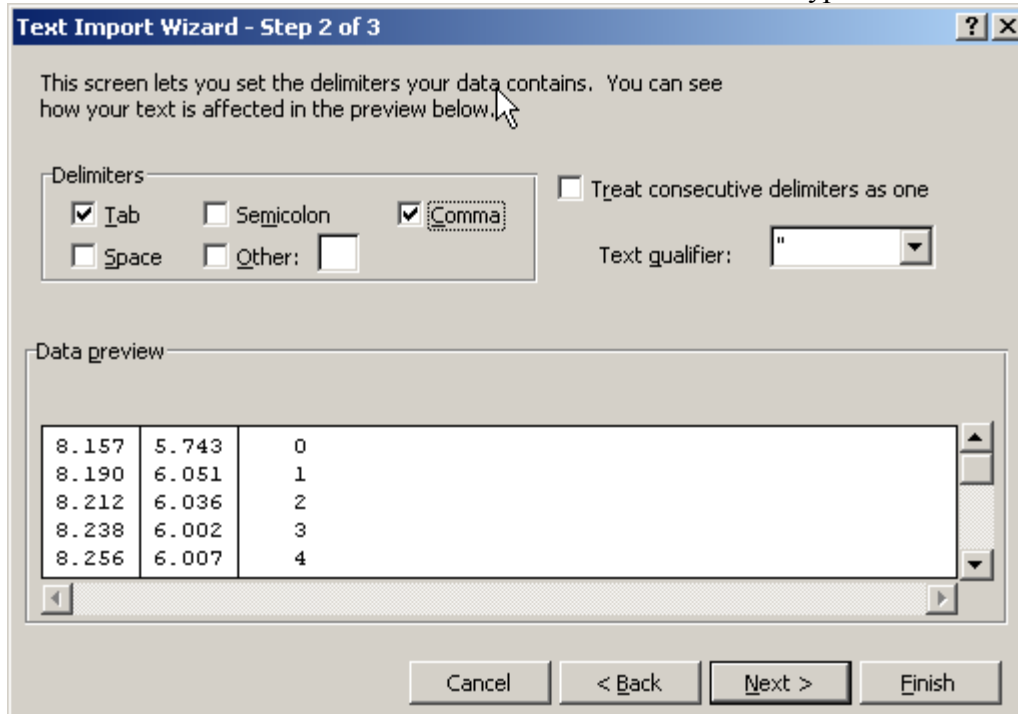 Text Import Wizard - Step 2 of 3
This screen lets you set the delimiters your data contains. You can see
how your text is affected in the preview below.
Delimiters
Tab Semicolon Comma
Space Other:
Treat consecutive delimiters as one
Text qualifier: "
Data preview
8.157 5.743 0
8.190 6.051 1
8.212 6.036 2
8.238 6.002 3
8.256 6.007 4
Cancel < Back Next > Finish